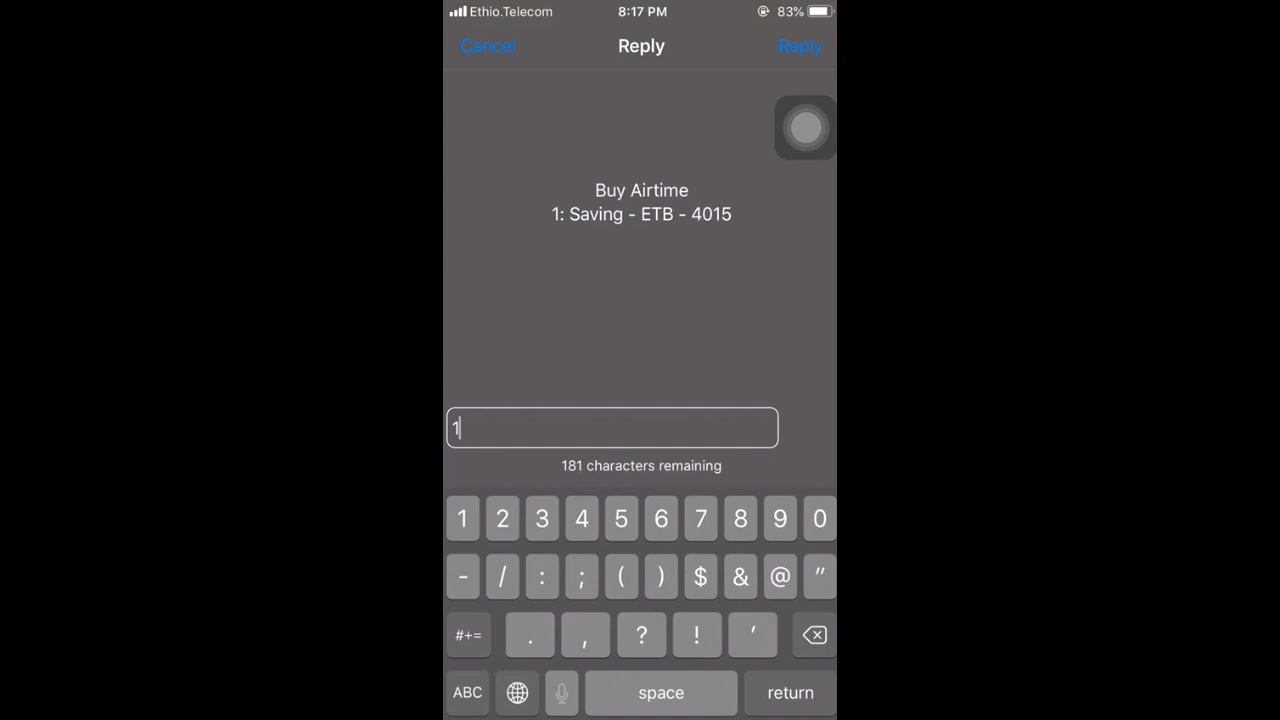 Ethio.Telecom 8:17 PM 83%
Cancel Reply Reply
Buy Airtime
1: Saving - ETB - 4015
1
181 characters remaining
1 2 3 4 5 6 7 8 9 0
- / : ; ( ) $ & @ "
#+= . , ? ! '
ABC space return